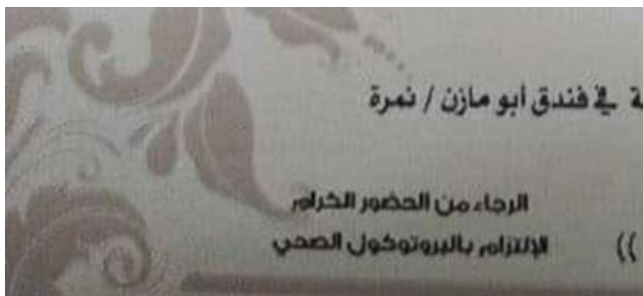 ة في فندق أبو مازن / نمرة
الرجاء من الحضور الكرام
الإلتزام بالبروتوكول الصحي ))